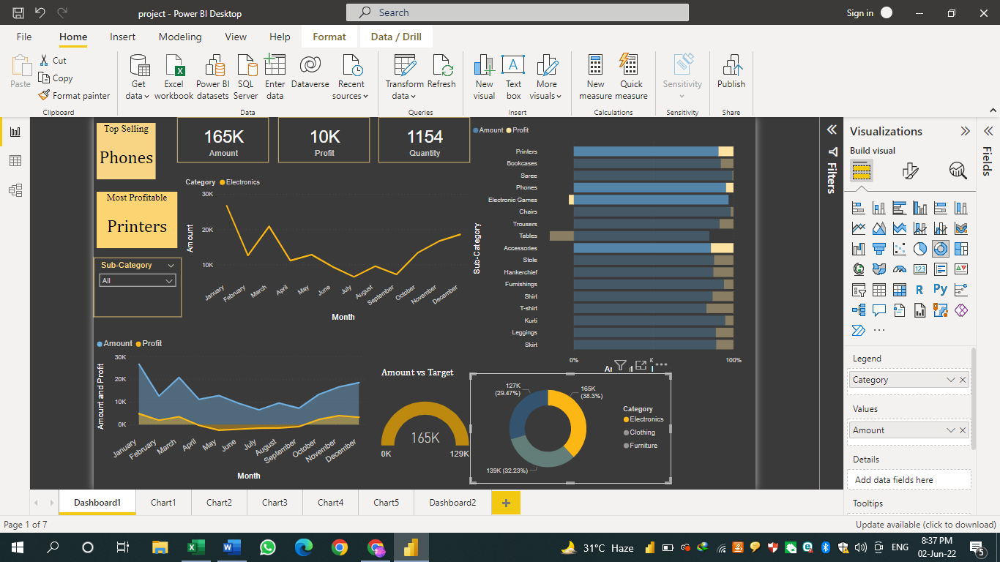 project - Power BI Desktop
Search
Sign in
File Home Insert Modeling View Help Format Data / Drill
Paste
Cut
Copy
Format painter
Clipboard
Get data
Excel workbook
Power BI datasets
SQL Server
Enter data
Dataverse
Recent sources
Data
Transform data
Refresh
Queries
New visual
Text box
More visuals
Insert
New measure
Quick measure
Calculations
Sensitivity
Sensitivity
Publish
Share
Top Selling
Phones
Most Profitable
Printers
Sub-Category
All
165K
Amount
10K
Profit
1154
Quantity
Category Electronics
30K
20K
10K
Amount
January February March April May June July August September October November December
Month
Amount Profit
Sub-Category
Printers
Bookcases
Saree
Phones
Electronic Games
Chairs
Trousers
Tables
Accessories
Stole
Hankerchief
Furnishings
Shirt
T-shirt
Kurti
Leggings
Skirt
0% 100%
Amount Profit
30K
20K
10K
0K
Amount and Profit
January February March April May June July August September October November December
Month
Amount vs Target
165K
0K 129K
127K
(29.47%)
165K
(38.3%)
139K (32.23%)
Category
Electronics
Clothing
Furniture
Filters
Visualizations
Build visual
123
R Py
Legend
Category
Values
Amount
Details
Add data fields here
Tooltips
Fields
Dashboard1 Chart1 Chart2 Chart3 Chart4 Chart5 Dashboard2
Page 1 of 7
Update available (click to download)
31°C Haze
ENG
8:37 PM
02-Jun-22
5